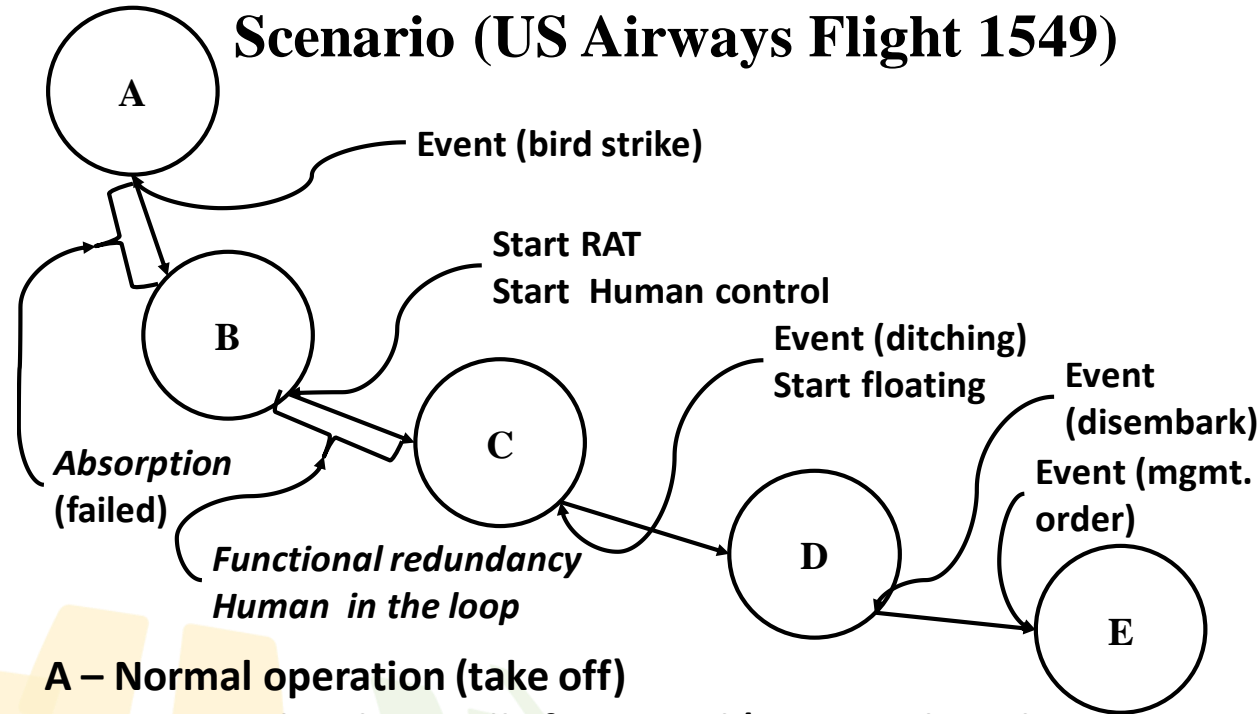 Scenario (US Airways Flight 1549)
A
Event (bird strike)
Start RAT
Start Human control
B
Event (ditching)
Start floating
Event
(disembark)
C
Absorption
(failed)
Event (mgmt.
order)
Functional redundancy
Human in the loop
D
E
A – Normal operation (take off)